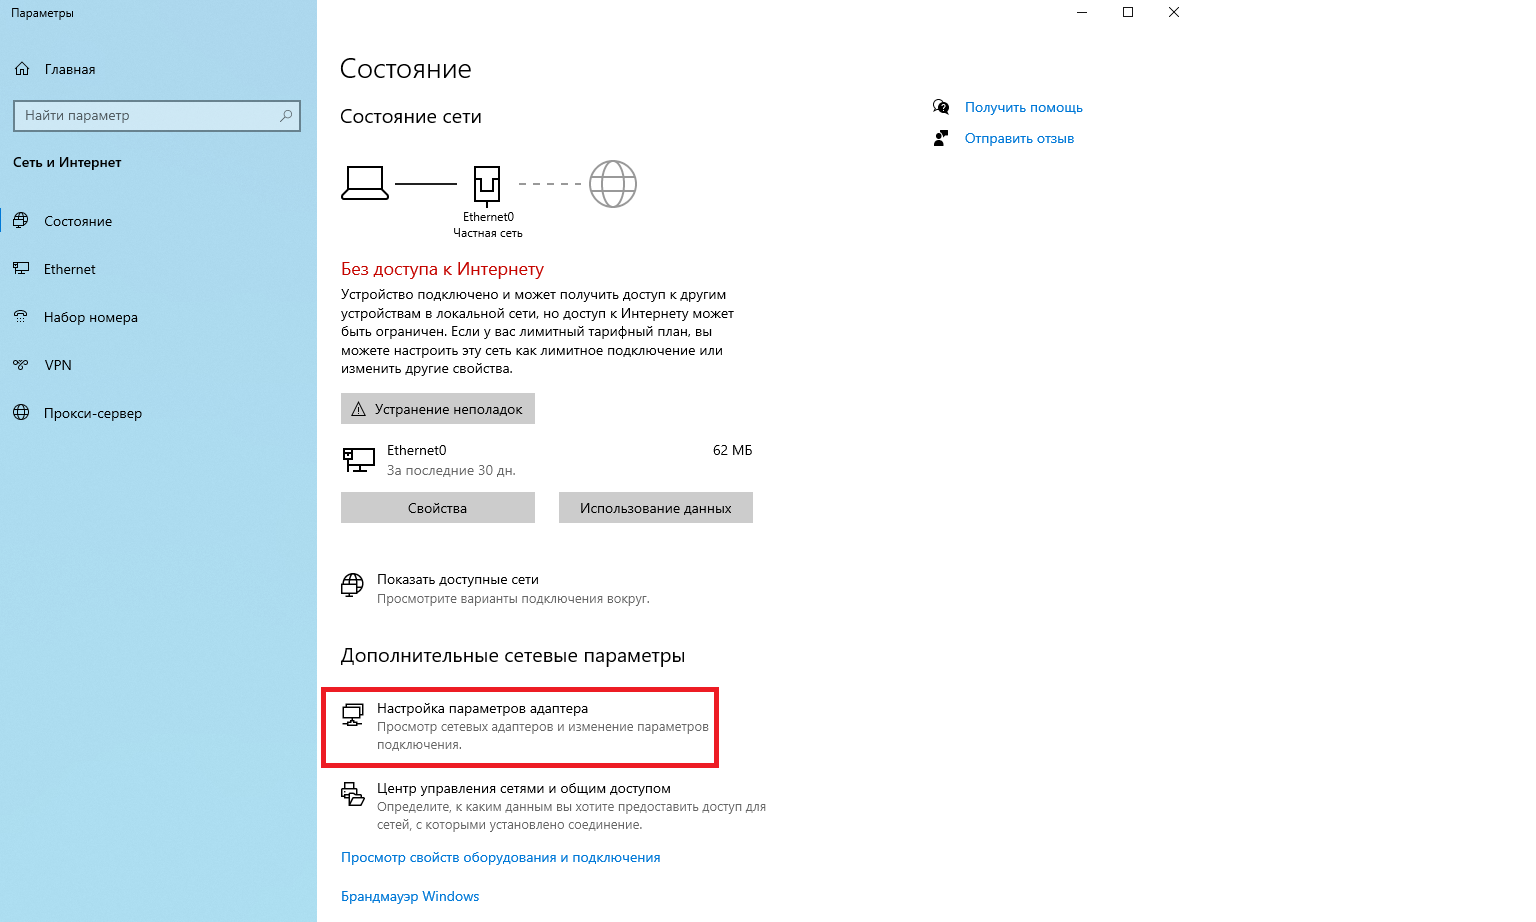 Параметры
Главная
Найти параметр
Сеть и Интернет
Состояние
Ethernet
Набор номера
VPN
Прокси-сервер
Состояние
Состояние сети
Ethernet0
Частная сеть
Без доступа к Интернету
Устройство подключено и может получить доступ к другим
устройствам в локальной сети, но доступ к Интернету может
быть ограничен. Если у вас лимитный тарифный план, вы
можете настроить эту сеть как лимитное подключение или
изменить другие свойства.
Устранение неполадок
Ethernet0
62 МБ
За последние 30 дн.
Свойства
Использование данных
Показать доступные сети
Просмотрите варианты подключения вокруг.
Дополнительные сетевые параметры
Настройка параметров адаптера
Просмотр сетевых адаптеров и изменение параметров
подключения.
Центр управления сетями и общим доступом
Определите, к каким данным вы хотите предоставить доступ для
сетей, с которыми установлено соединение.
Просмотр свойств оборудования и подключения
Брандмауэр Windows
Получить помощь
Отправить отзыв